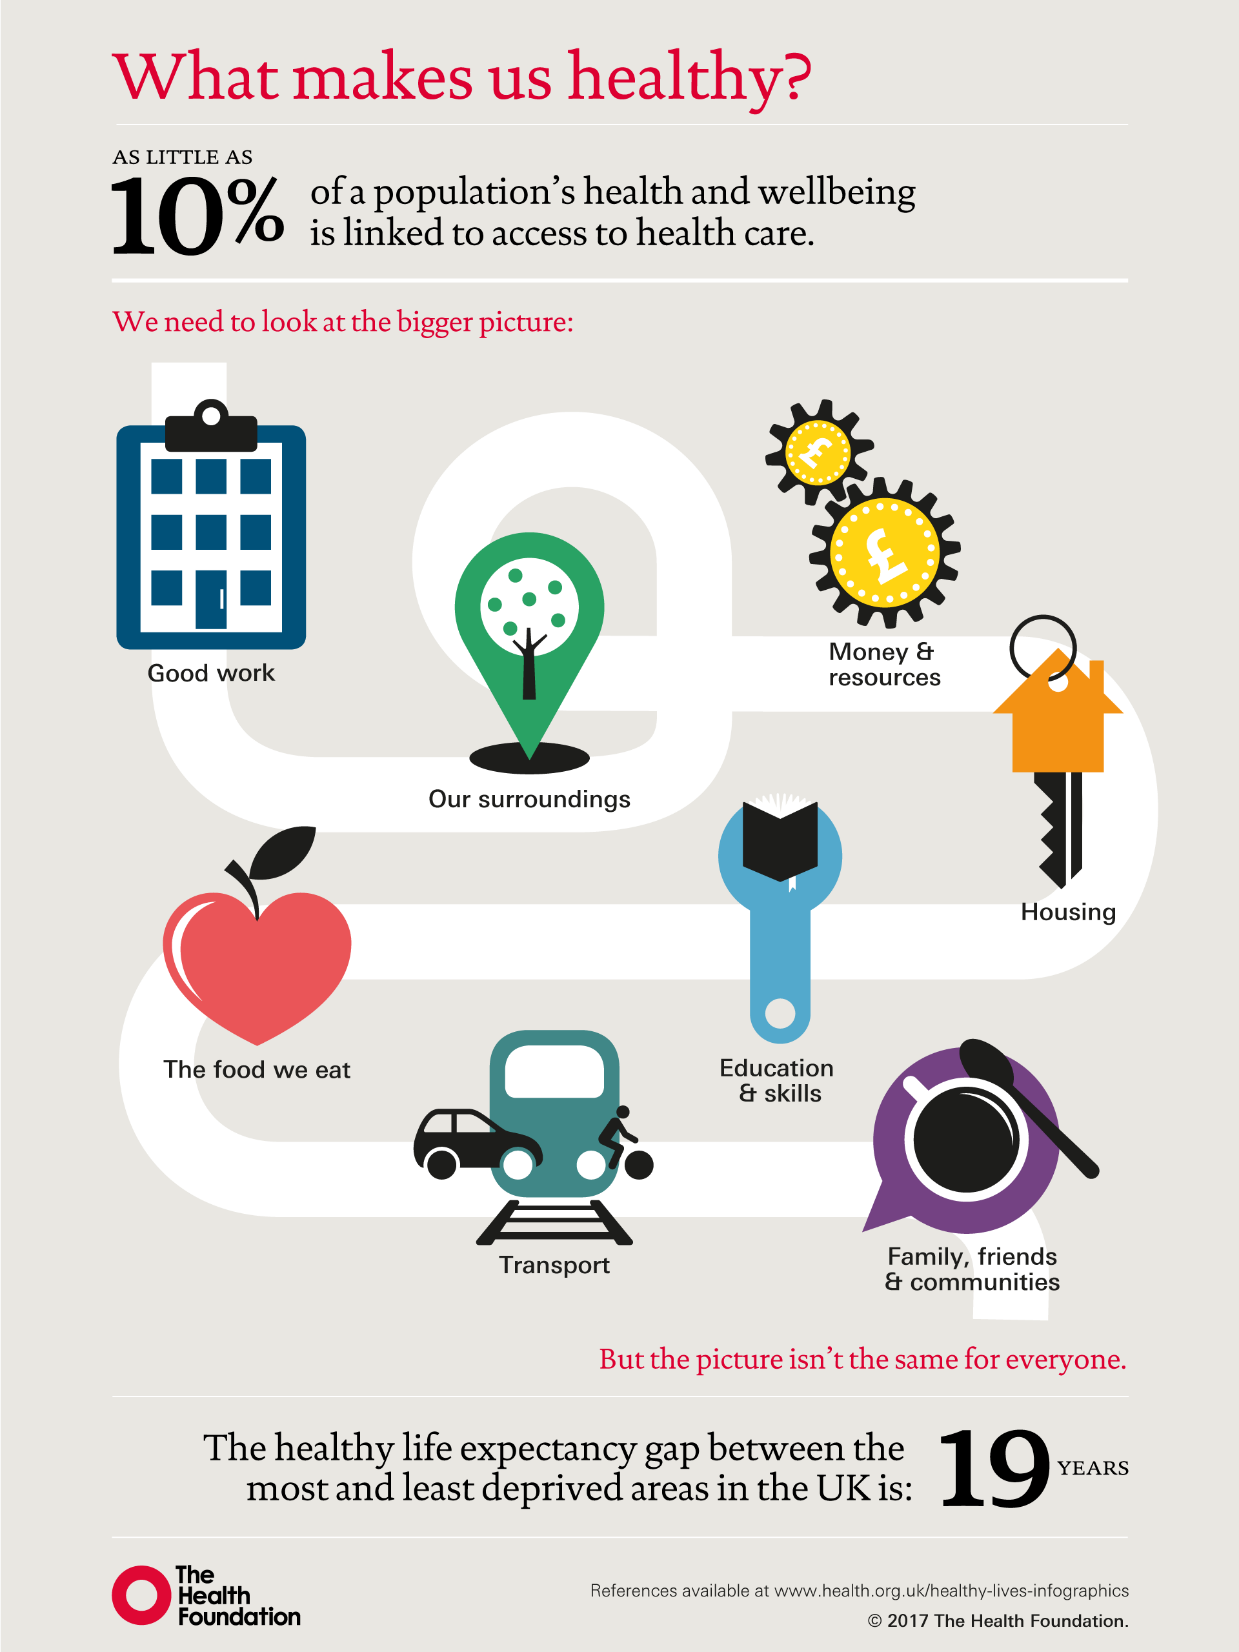 What makes us healthy?
AS LITTLE AS
10%
of a population’s health and wellbeing
is linked to access to health care.
We need to look at the bigger picture:
£
£
Good work
Our surroundings
Money &
resources
Housing
The food we eat
Education
& skills
Transport
Family, friends
& communities
But the picture isn’t the same for everyone.
The healthy life expectancy gap between the
most and least deprived areas in the UK is:
19 YEARS
The
Health
Foundation
References available at www.health.org.uk/healthy-lives-infographics
© 2017 The Health Foundation.